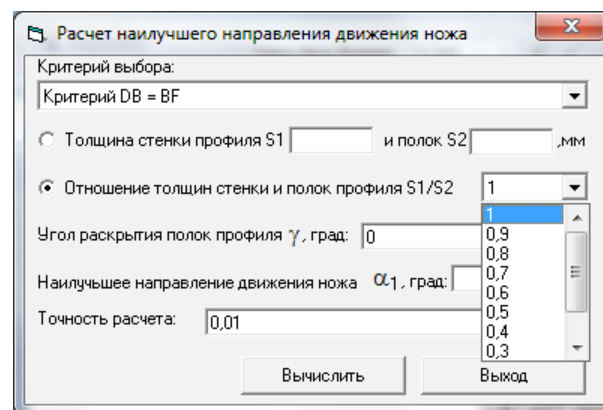 Расчет наилучшего направления движения ножа
Критерий выбора:
Критерий DB = BF
Толщина стенки профиля S1 и полок S2 ,мм
Отношение толщин стенки и полок профиля S1/S2 1
1
0,9
0,8
0,7
0,6
0,5
0,4
0,3
Угол раскрытия полок профиля γ, град: 0
Наилучьшее направление движения ножа α1, град:
Точность расчета: 0,01
Вычислить Выход